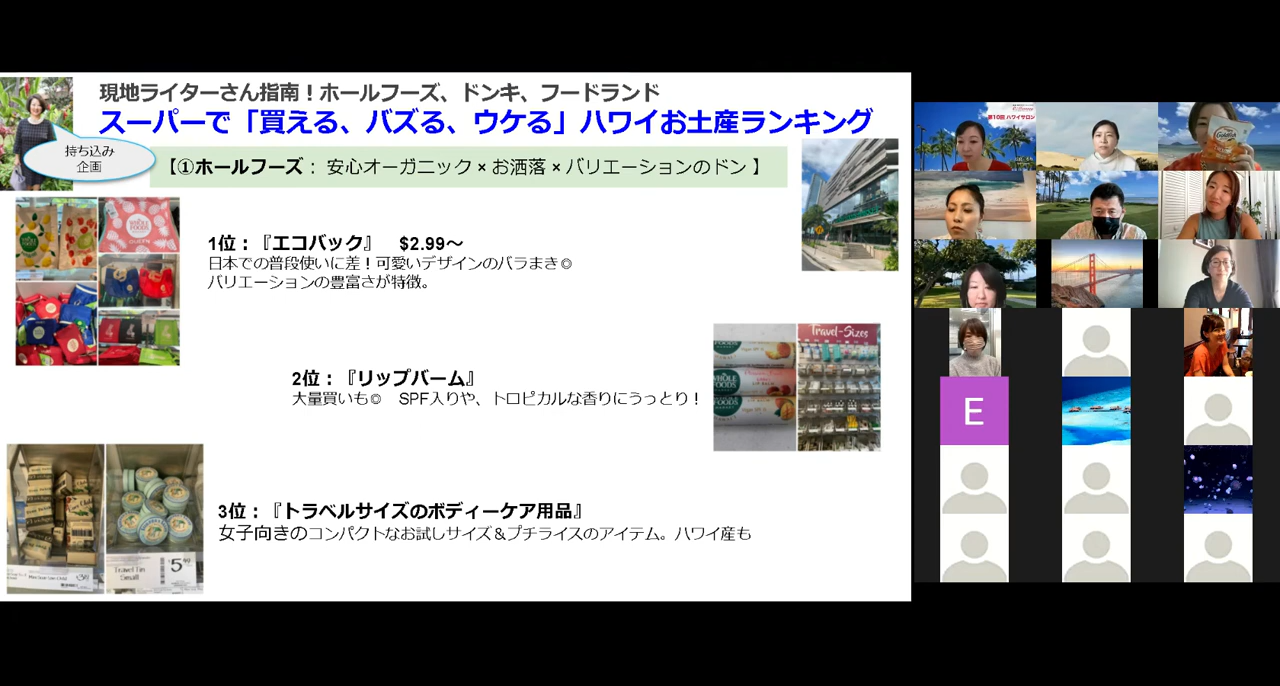 現地ライターさん指南！ホールフーズ、ドンキ、フードランド
スーパーで「買える、バズる、ウケる」ハワイお土産ランキング
持ち込み
企画
【①ホールフーズ： 安心オーガニック×お洒落×バリエーションのドン 】
1位：『エコバック』 $2.99～
日本での普段使いに差！可愛いデザインのバラまき◎
バリエーションの豊富さが特徴。
WHOLE
FOODS
2位：『リップバーム』
大量買いも◎ SPF入りや、トロピカルな香りにうっとり！
WHOLE
FOODS
Travel-Sizes
3位：『トラベルサイズのボディーケア用品』
女子向きのコンパクトなお試しサイズ＆プチライスのアイテム。ハワイ産も
Travel Tin
Small
5.99
第10回 ハワイサロン
Goldfish
E